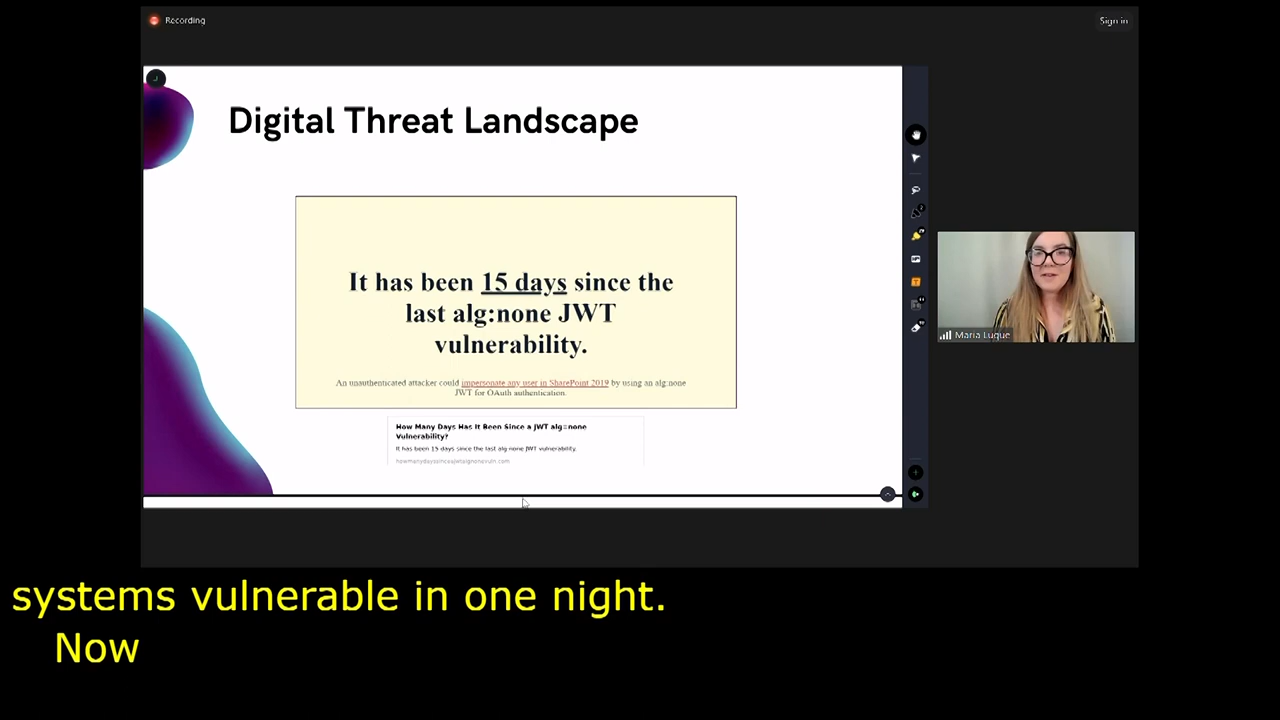 Recording
Sign in
Digital Threat Landscape
It has been 15 days since the
last alg:none JWT
vulnerability.
An unauthenticated attacker could impersonate any user in SharePoint 2019 by using an alg:none
JWT for OAuth authentication.
How Many Days Has It Been Since a JWT alg=none
Vulnerability?
It has been 15 days since the last alg none JWT vulnerability.
howmanydayssinceajwtalgnonevuln.com
Maria Luque
systems vulnerable in one night.
Now